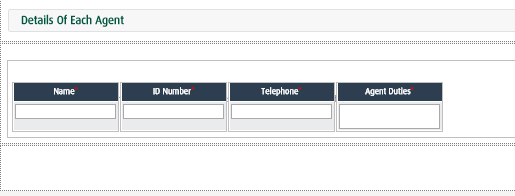 Details Of Each Agent
Name*
ID Number*
Telephone*
Agent Duties*